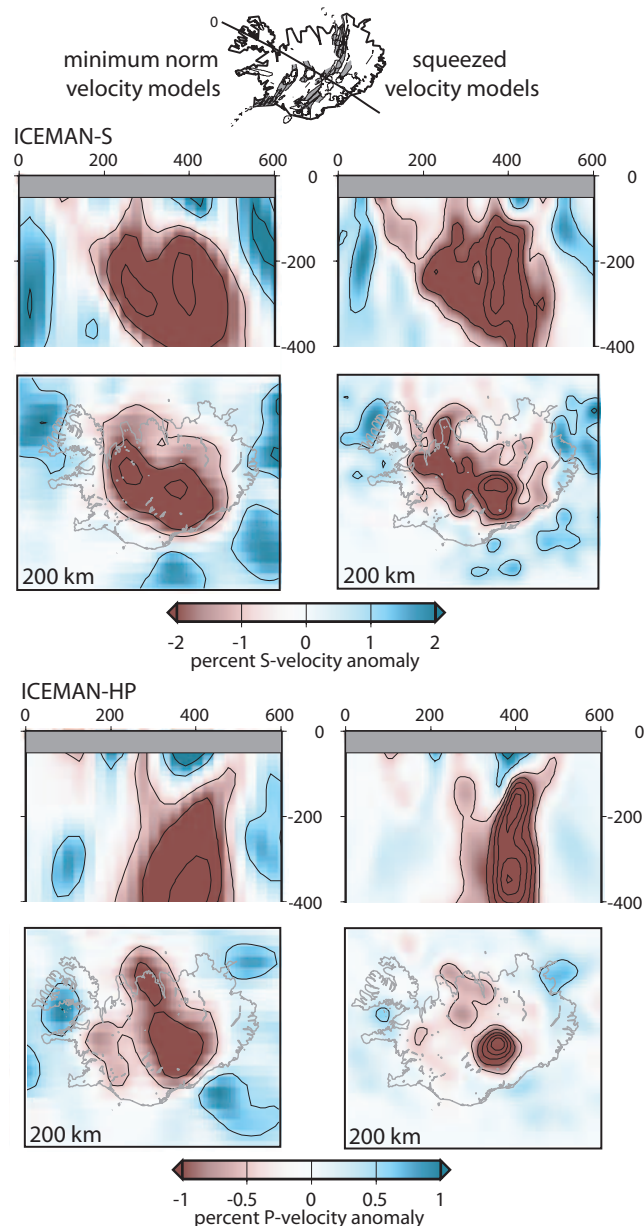 0
minimum norm
velocity models
squeezed
velocity models
ICEMAN-S
0 200 400 600
0 200 400 600
0
-200
-400
200 km
200 km
-2 -1 0 1 2
percent S-velocity anomaly
ICEMAN-HP
0 200 400 600
0 200 400 600
0
-200
-400
0
-200
-400
200 km
200 km
-1 -0.5 0 0.5 1
percent P-velocity anomaly